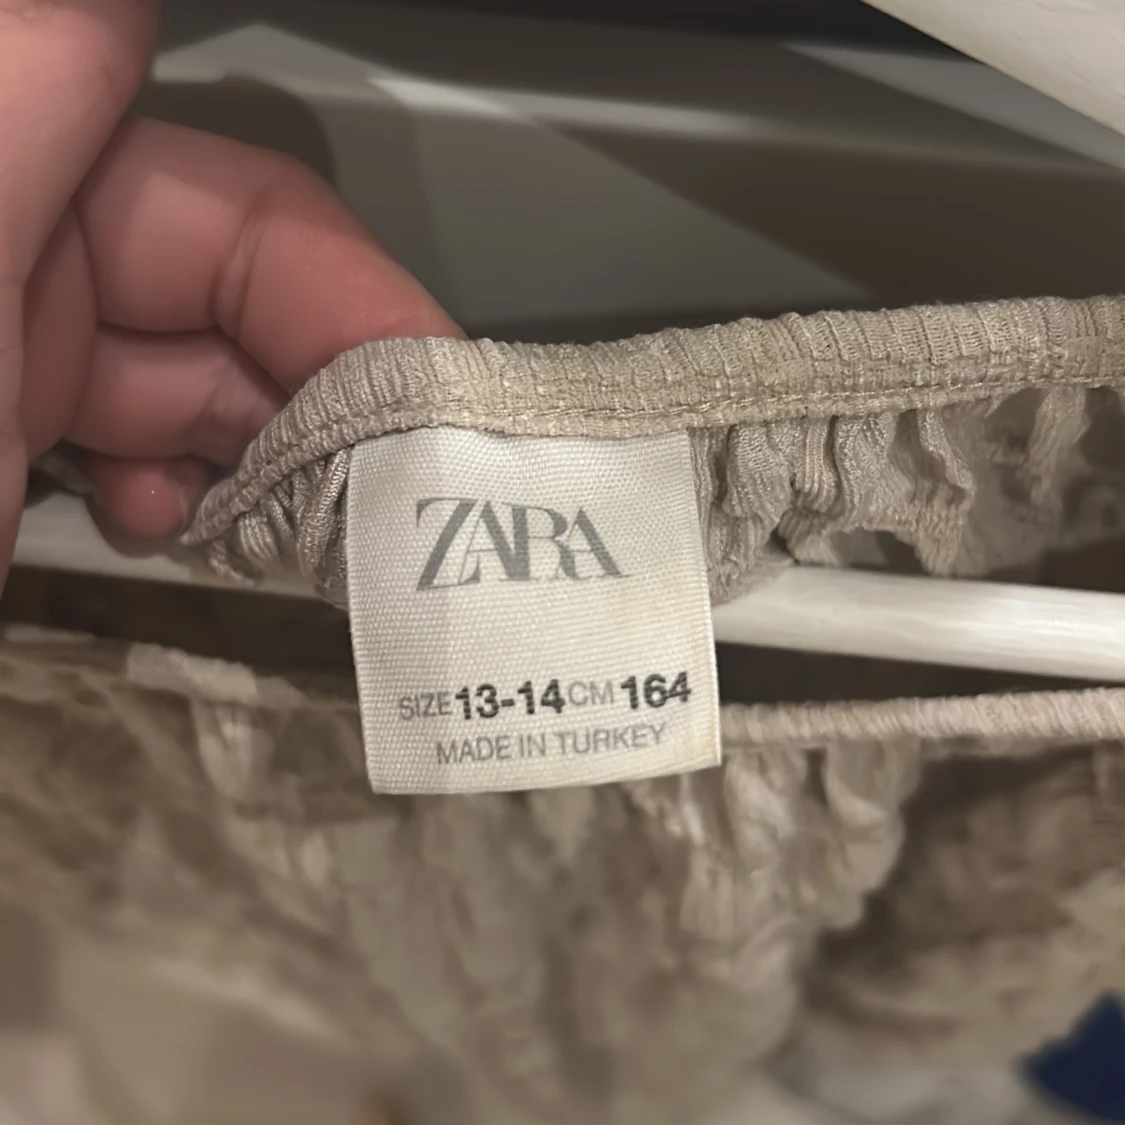 ZARA
SIZE 13-14 CM 164
MADE IN TURKEY